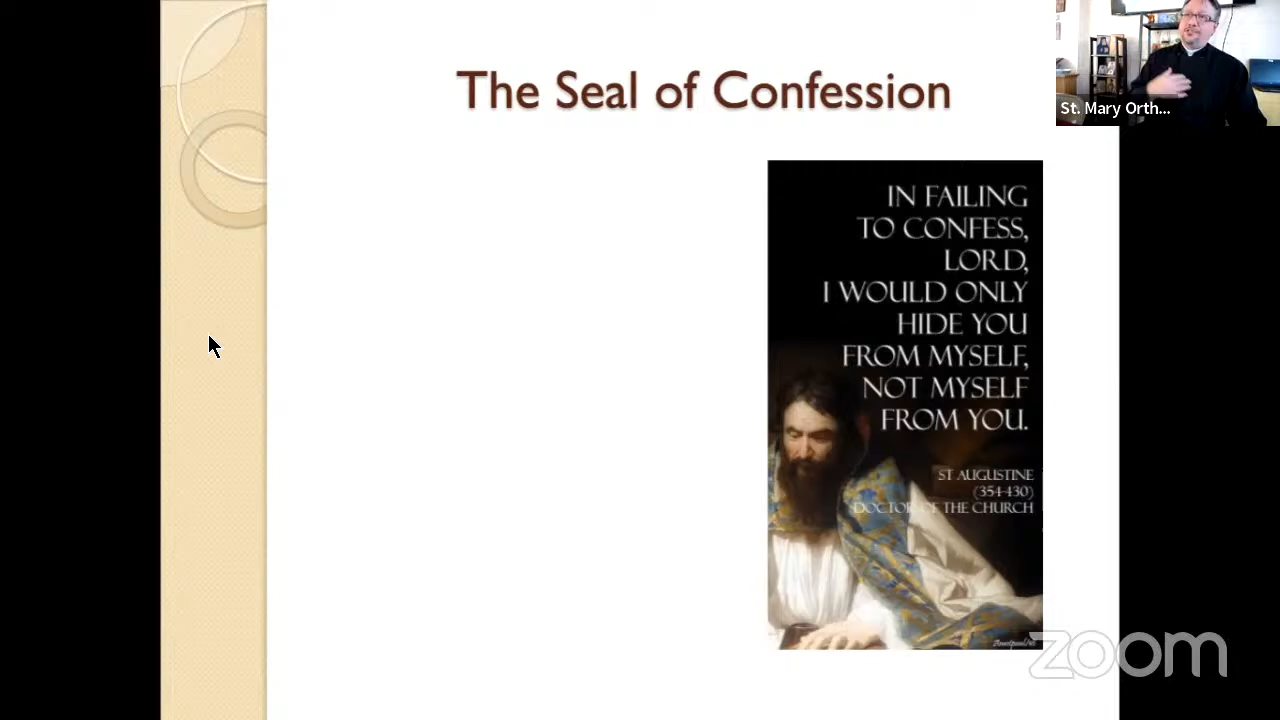 The Seal of Confession
St. Mary Orth...
IN FAILING
TO CONFESS,
LORD,
I WOULD ONLY
HIDE YOU
FROM MYSELF,
NOT MYSELF
FROM YOU.
ST AUGUSTINE
(354-430)
DOCTOR OF THE CHURCH
zoom